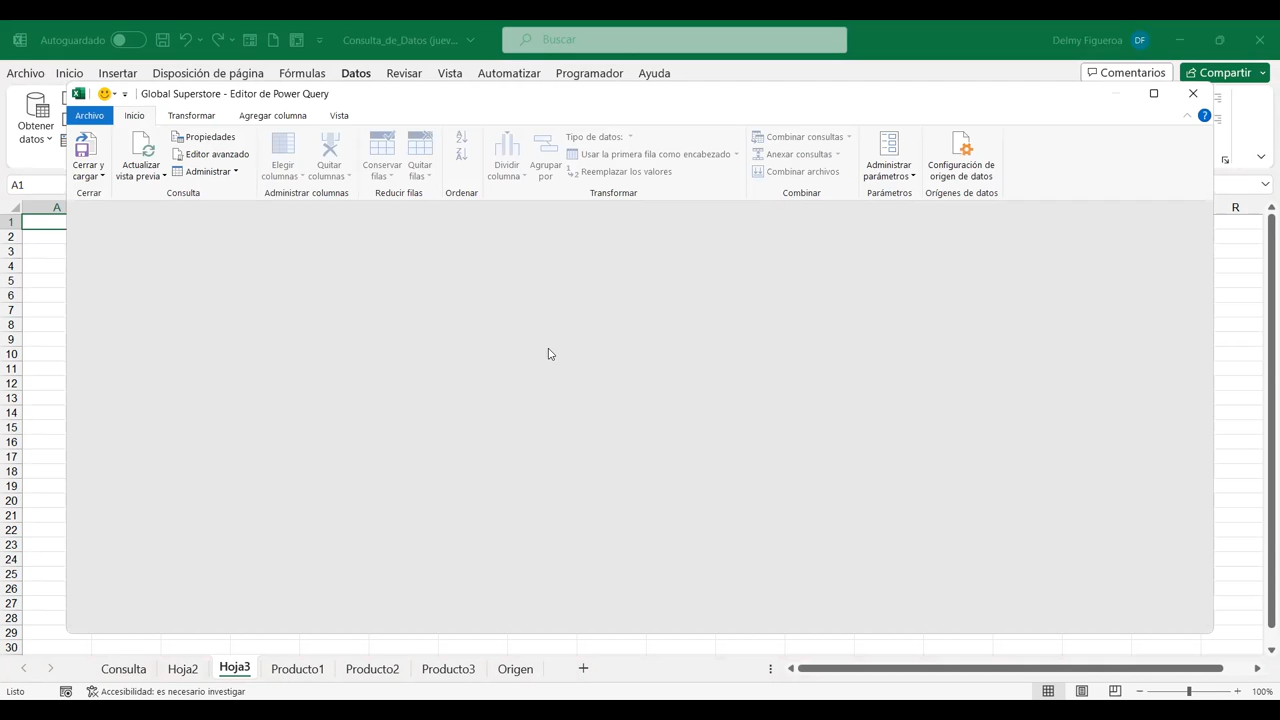 Autoguardado
Consulta_de_Datos (juev...
Buscar
Delmy Figueroa
DF
Archivo Inicio Insertar Disposición de página Fórmulas Datos Revisar Vista Automatizar Programador Ayuda
Comentarios
Compartir
Obtener
datos
Global Superstore - Editor de Power Query
Archivo Inicio Transformar Agregar columna Vista
?
Cerrar y
cargar
Cerrar
Actualizar
vista previa
Propiedades
Editor avanzado
Administrar
Consulta
Elegir
columnas
Quitar
columnas
Administrar columnas
Conservar
filas
Quitar
filas
Reducir filas
Ordenar
Dividir
columna
Agrupar
por
Tipo de datos:
Usar la primera fila como encabezado
Reemplazar los valores
Transformar
Combinar consultas
Anexar consultas
Combinar archivos
Combinar
Administrar
parámetros
Parámetros
Configuración de
origen de datos
Orígenes de datos
A1
A
R
1
2
3
4
5
6
7
8
9
10
11
12
13
14
15
16
17
18
19
20
21
22
23
24
25
26
27
28
29
30
Consulta Hoja2 Hoja3 Producto1 Producto2 Producto3 Origen
Listo
Accesibilidad: es necesario investigar
100%